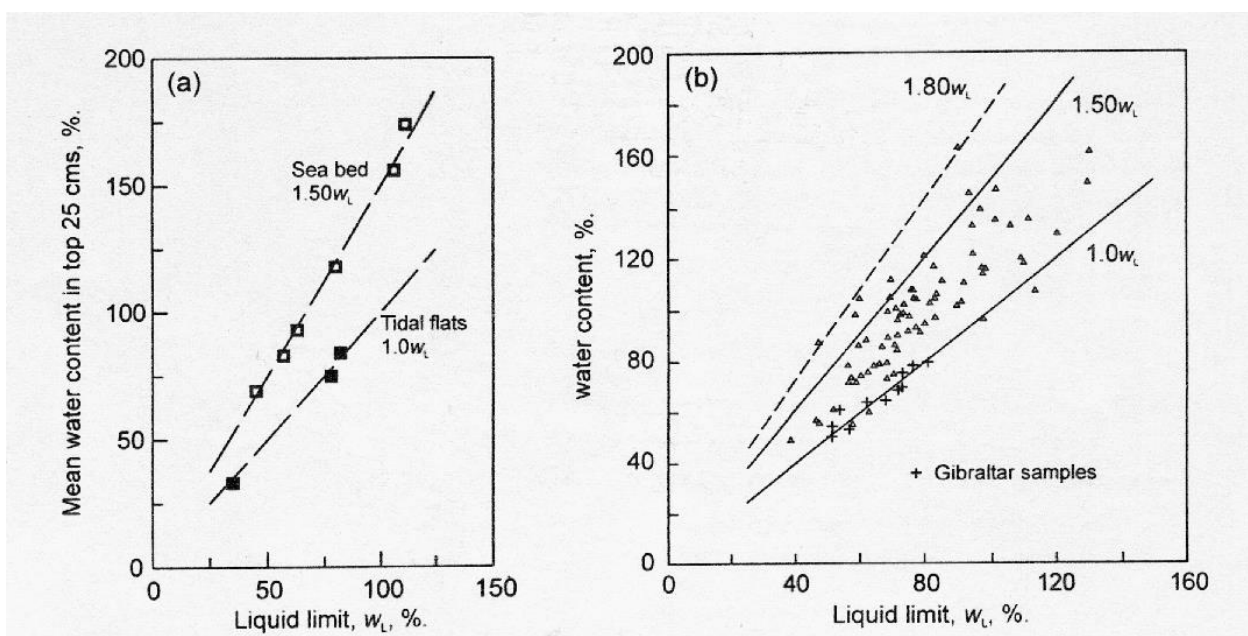 (a)
200
150
100
50
0
Mean water content in top 25 cms, %.
Sea bed
1.50wL
Tidal flats
1.0wL
0
50
100
150
Liquid limit, wL, %.
(b)
200
160
120
80
40
0
water content, %.
1.80wL
1.50wL
1.0wL
+ Gibraltar samples
0
40
80
120
160
Liquid limit, wL, %.